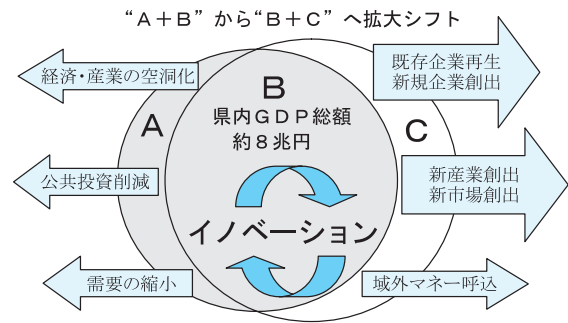 “A＋B”から“B＋C”へ拡大シフト
経済・産業の空洞化
既存企業再生
新規企業創出
B
A
県内GDP総額
約8兆円
C
公共投資削減
新産業創出
新市場創出
イノベーション
需要の縮小
域外マネー呼込